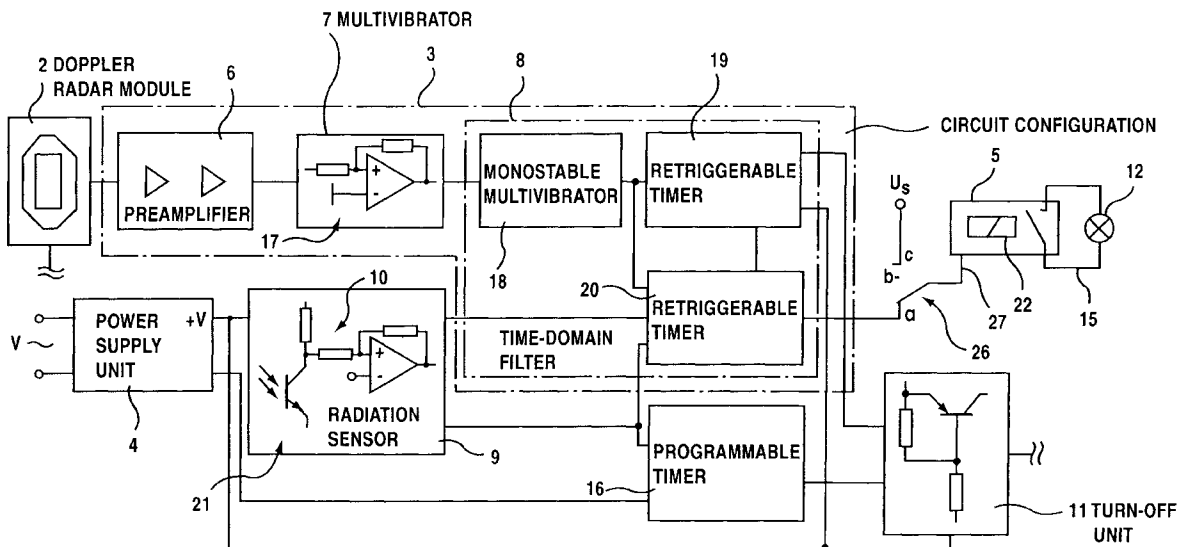 7 MULTIVIBRATOR
2 DOPPLER
RADAR MODULE
6
3
8
19
CIRCUIT CONFIGURATION
PREAMPLIFIER
+
-
17
MONOSTABLE
MULTIVIBRATOR
18
RETRIGGERABLE
TIMER
Us
5
12
c
b-
a
22
27
15
26
V ~
POWER
SUPPLY
UNIT
+V
4
10
+
-
RADIATION
SENSOR
21
9
TIME-DOMAIN
FILTER
20
RETRIGGERABLE
TIMER
PROGRAMMABLE
TIMER
16
11 TURN-OFF
UNIT